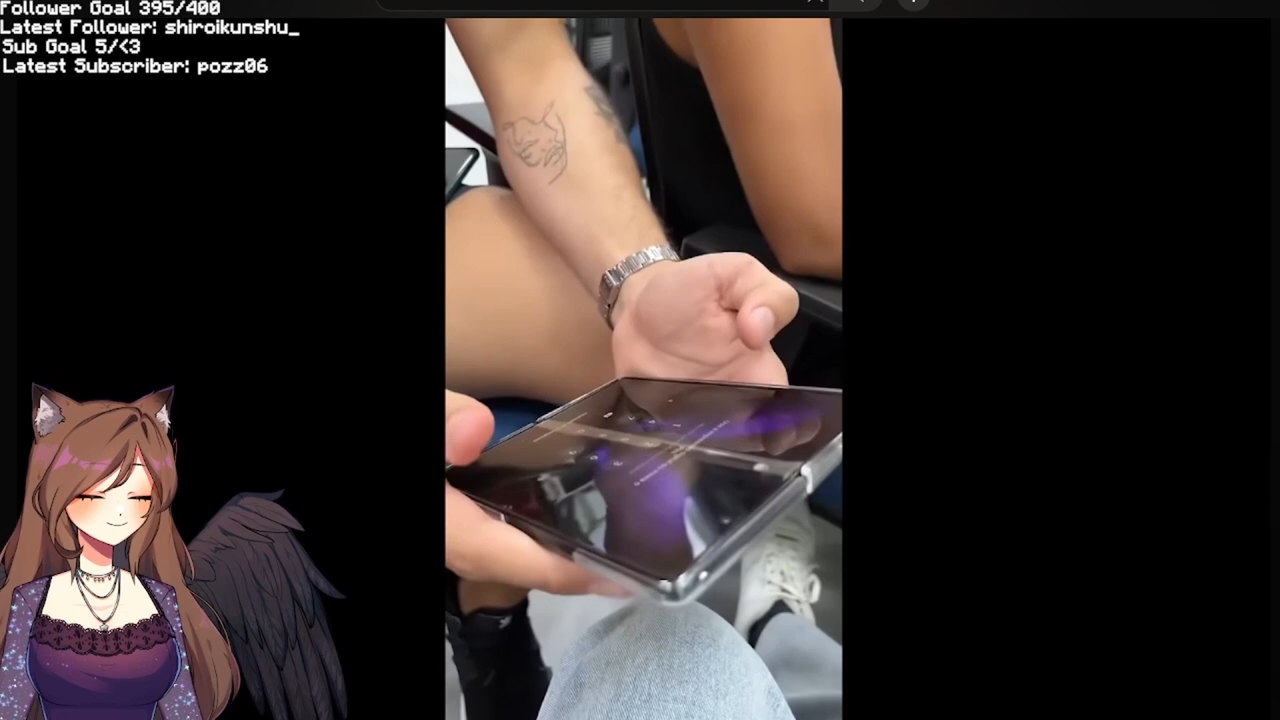 Follower Goal 395/400
Latest Follower: shiroikunshu_
Sub Goal 5/<3
Latest Subscriber: pozz06